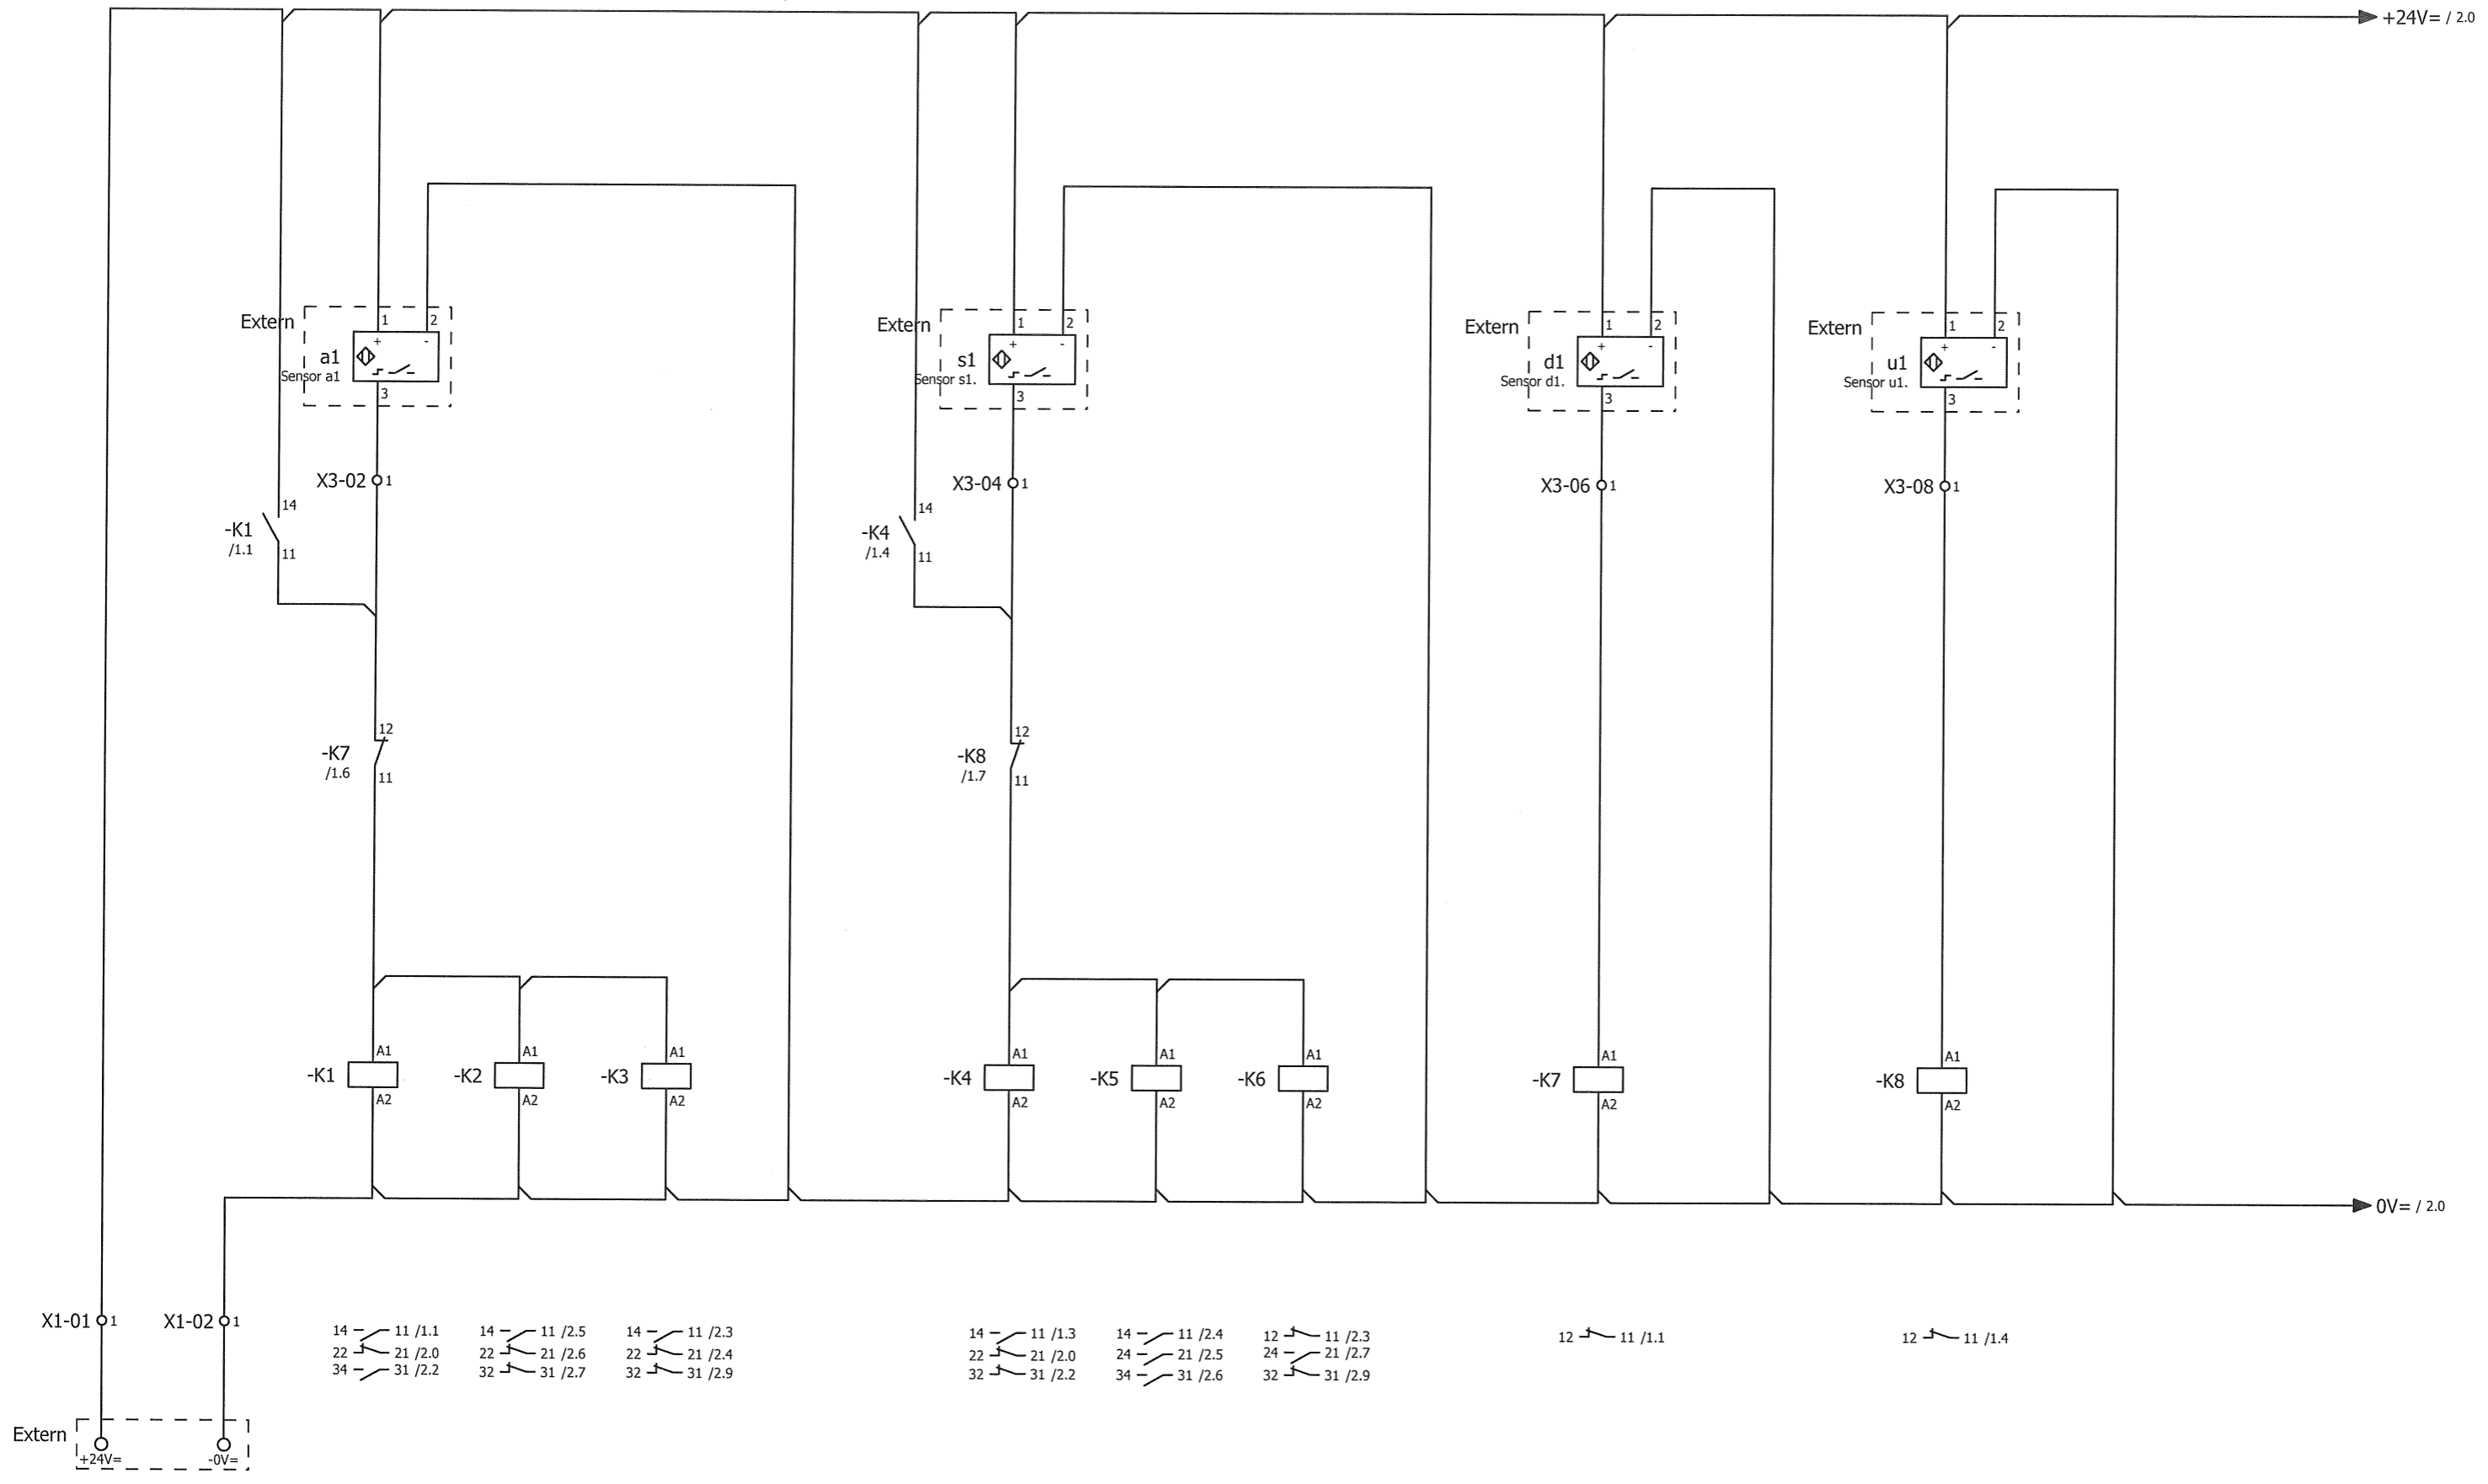 +24V= / 2.0
Extern 1 2
a1 + -
Sensor a1
3
Extern 1 2
s1 + -
Sensor s1.
3
Extern 1 2
d1 + -
Sensor d1.
3
Extern 1 2
u1 + -
Sensor u1.
3
X3-02 1
X3-04 1
X3-06 1
X3-08 1
14
-K1
/1.1
11
14
-K4
/1.4
11
12
-K7
/1.6
11
12
-K8
/1.7
11
A1
-K1
A2
A1
-K2
A2
A1
-K3
A2
A1
-K4
A2
A1
-K5
A2
A1
-K6
A2
A1
-K7
A2
A1
-K8
A2
0V= / 2.0
X1-01 1
X1-02 1
14 11 /1.1
22 21 /2.0
34 31 /2.2
14 11 /2.5
22 21 /2.6
32 31 /2.7
14 11 /2.3
22 21 /2.4
32 31 /2.9
14 11 /1.3
22 21 /2.0
32 31 /2.2
14 11 /2.4
24 21 /2.5
34 31 /2.6
12 11 /2.3
24 21 /2.7
32 31 /2.9
12 11 /1.1
12 11 /1.4
Extern
+24V=
-0V=